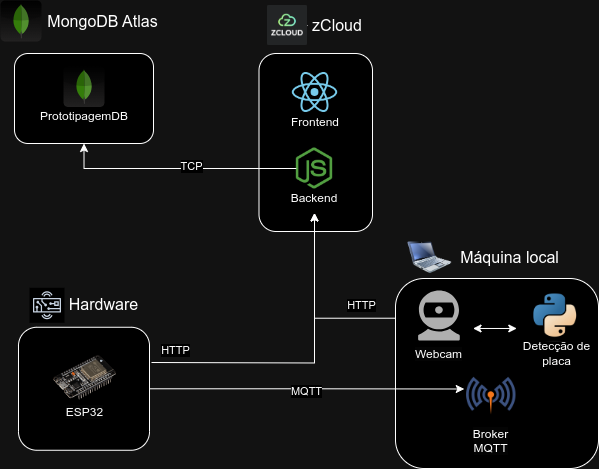 MongoDB Atlas
ZCLOUD
zCloud
PrototipagemDB
Frontend
TCP
JS
Backend
Máquina local
Hardware
HTTP
Webcam
Detecção de
placa
HTTP
ESP32
MQTT
Broker
MQTT